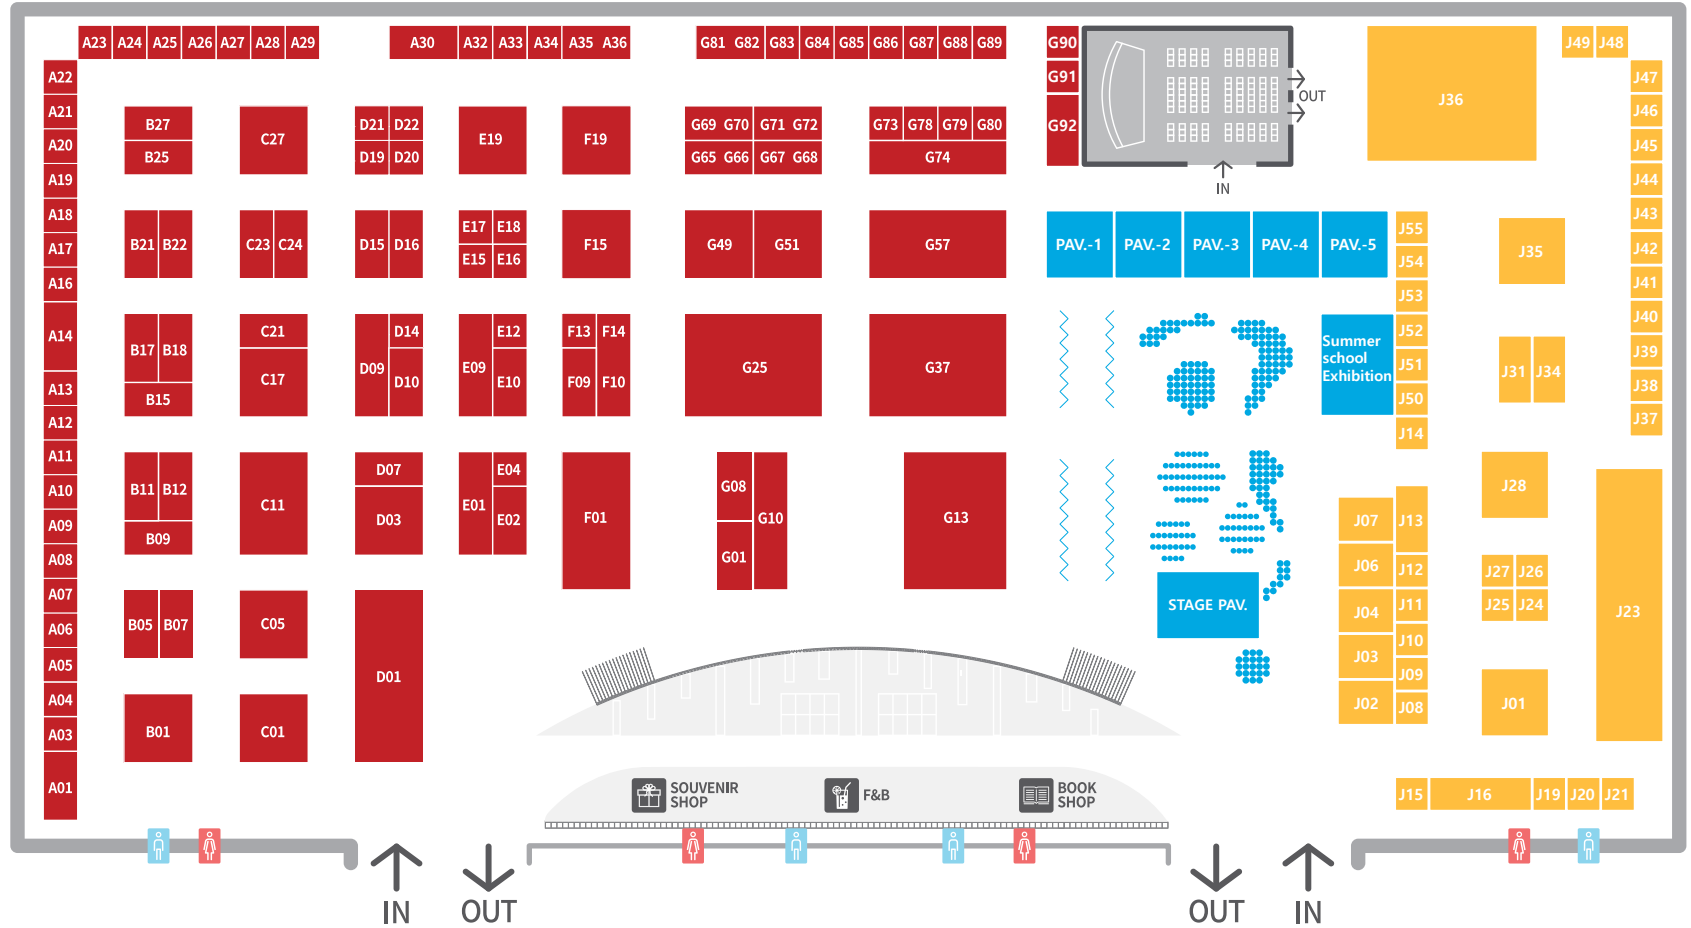 A23 A24 A25 A26 A27 A28 A29 A30 A32 A33 A34 A35 A36 G81 G82 G83 G84 G85 G86 G87 G88 G89 G90 J49 J48
A22 G91 J47
OUT
A21 B27 D21 D22 G69 G70 G71 G72 G73 G78 G79 G80 G92 J36 J46
A20 C27 E19 F19 J45
B25 D19 D20 G65 G66 G67 G68 G74
A19 J44
IN
A18 E17 E18 J55 J43
A17 B21 B22 C23 C24 D15 D16 F15 G49 G51 G57 PAV.-1 PAV.-2 PAV.-3 PAV.-4 PAV.-5 J35 J42
E15 E16 J54
A16 J53 J41
A14 C21 D14 E12 F13 F14 J52 J40
Summer
school
Exhibition
B17 B18 J39
D09 E09 G25 G37 J51 J31 J34
A13 C17 D10 E10 F09 F10 J38
B15 J50
A12 J14 J37
A11 D07 E04
A10 B11 B12 G08 J28
C11 E01 F01 G10 G13
A09 D03 E02 J07 J13
B09
A08 G01 J06 J12 J27 J26
A07 J11 J25 J24
STAGE PAV. J04 J23
A06 B05 B07 C05 J10
A05 J03
D01 J09
A04 J02 J08 J01
A03 B01 C01
A01 J15 J16 J19 J20 J21
SOUVENIR
SHOP
F&B
BOOK
SHOP
IN OUT OUT IN